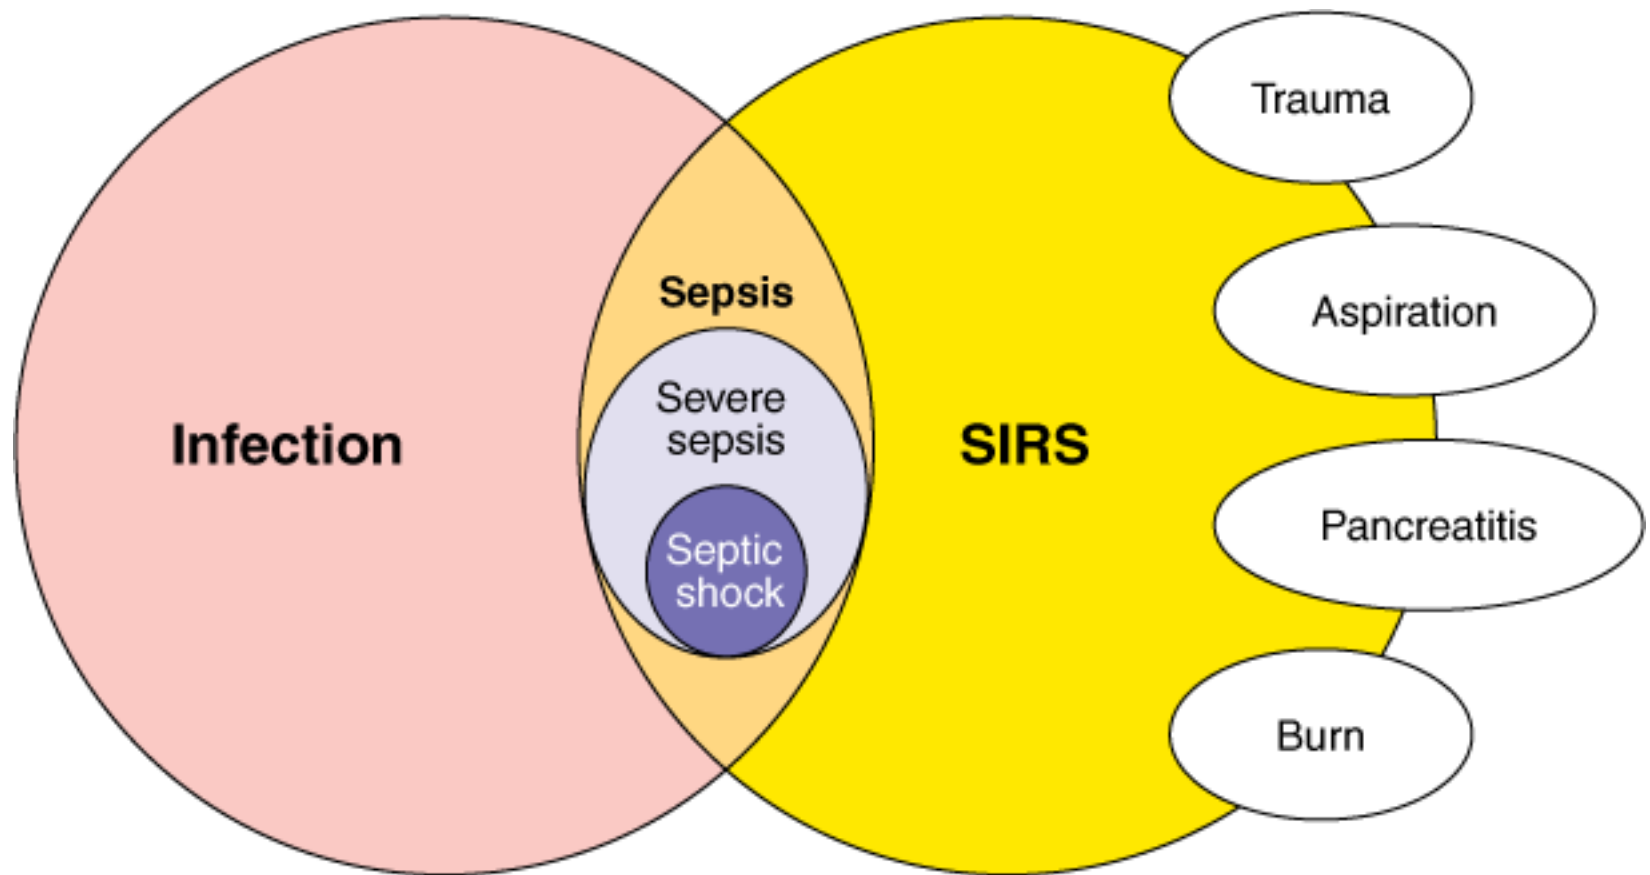 Infection
Sepsis
Severe
sepsis
Septic
shock
SIRS
Trauma
Aspiration
Pancreatitis
Burn